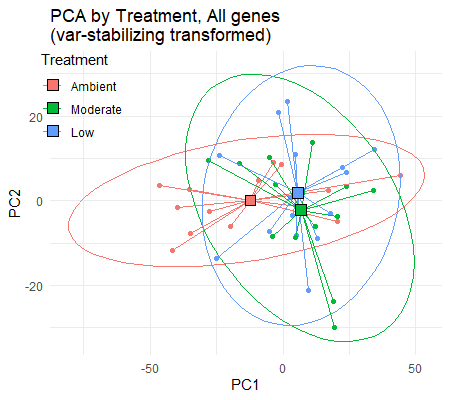 PCA by Treatment, All genes
(var-stabilizing transformed)
Treatment
Ambient
Moderate
Low
20
0
-20
PC2
-50
0
50
PC1